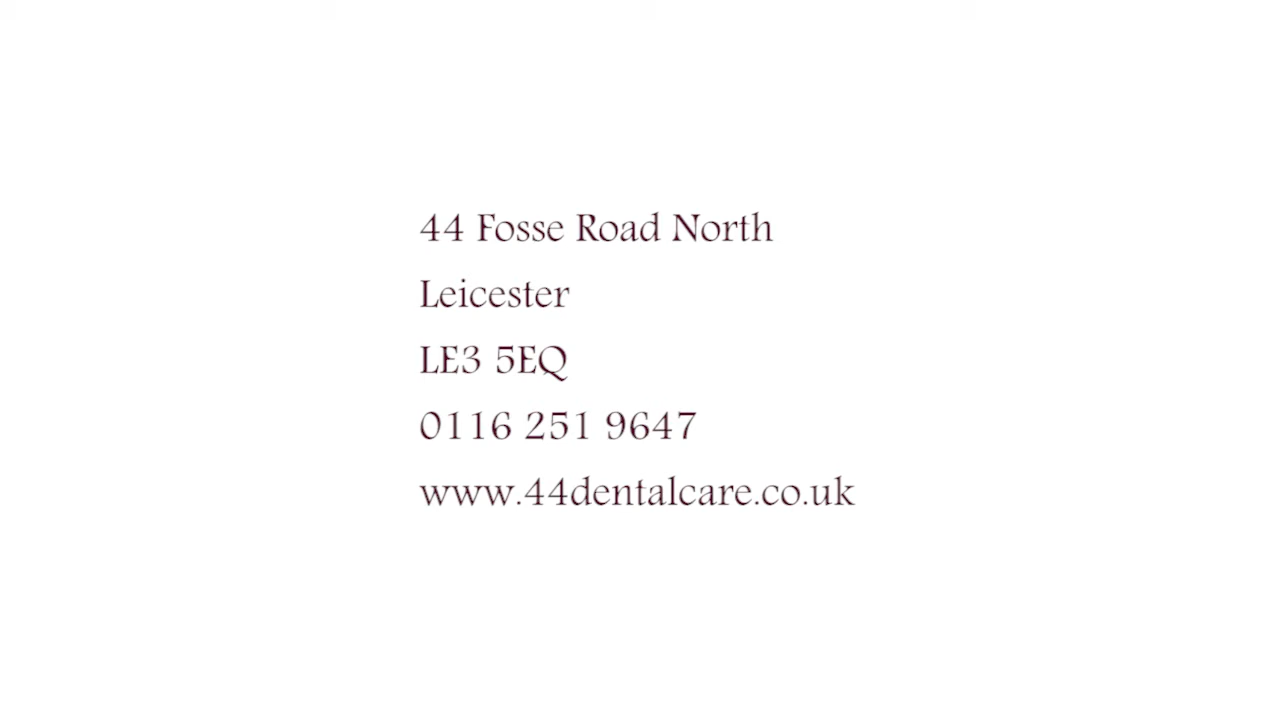 44 Fosse Road North
Leicester
LE3 5EQ
0116 251 9647
www.44dentalcare.co.uk